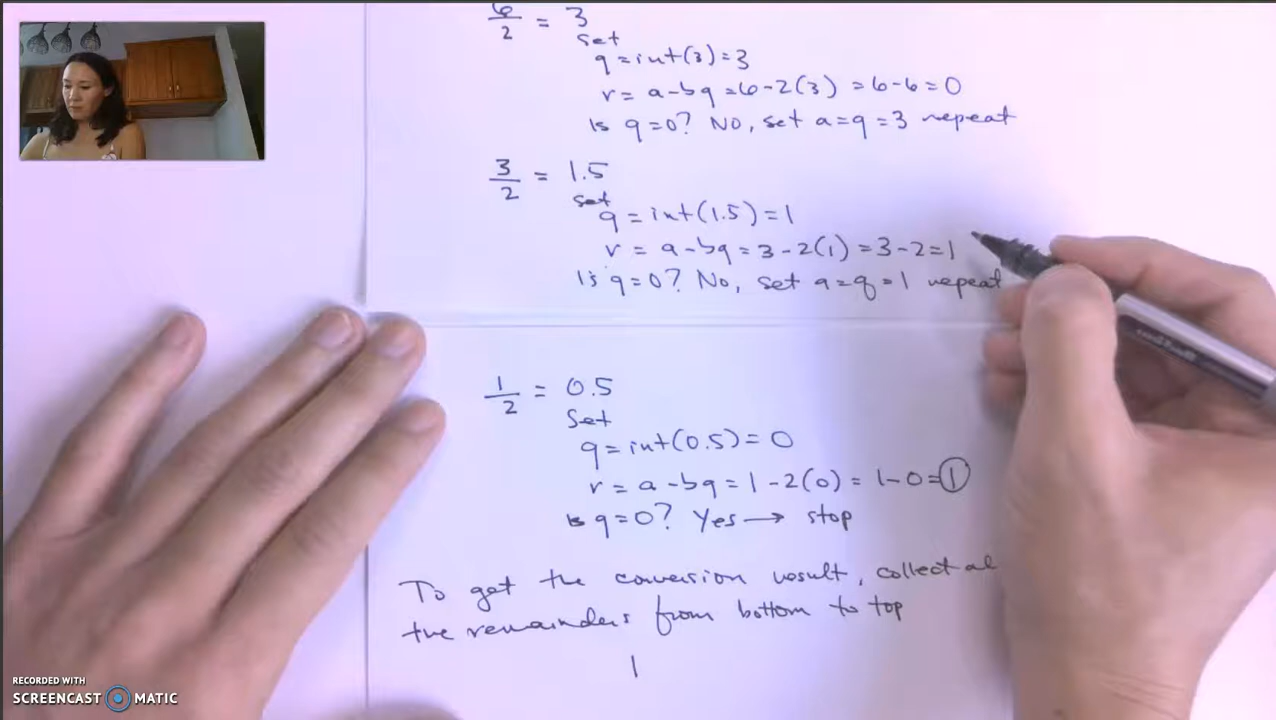 6/2 = 3
set
q = int(3) = 3
r = a - bq = 6 - 2(3) = 6 - 6 = 0
Is q = 0? No, set a = q = 3 repeat
3/2 = 1.5
set
q = int(1.5) = 1
r = a - bq = 3 - 2(1) = 3 - 2 = 1
Is q = 0? No, set a = q = 1 repeat
1/2 = 0.5
Set
q = int(0.5) = 0
r = a - bq = 1 - 2(0) = 1 - 0 = 1
Is q = 0? Yes → stop
To get the conversion result, collect al
the remainders from bottom to top
1
RECORDED WITH
SCREENCAST MATIC